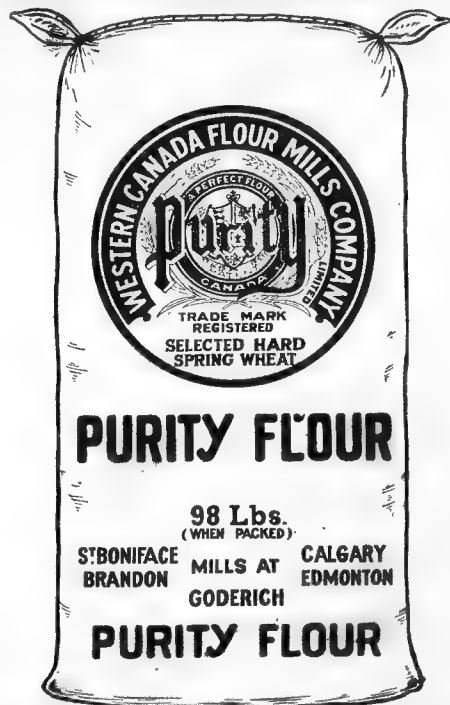 WESTERN CANADA FLOUR MILLS COMPANY LIMITED
A PERFECT FLOUR
Purity
CANADA
TRADE MARK
REGISTERED
SELECTED HARD
SPRING WHEAT
PURITY FLOUR
98 Lbs.
(WHEN PACKED)
ST BONIFACE
BRANDON
MILLS AT
GODERICH
CALGARY
EDMONTON
PURITY FLOUR